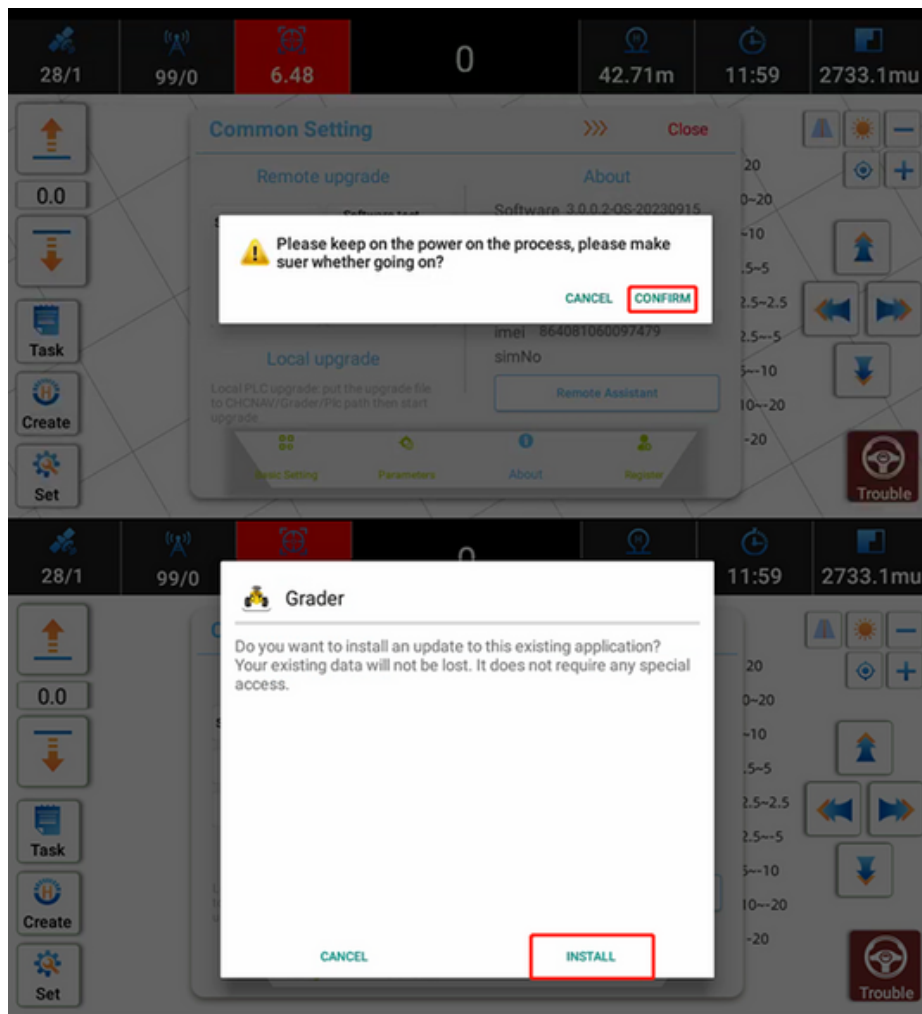 28/1
99/0
6.48
0
42.71m
11:59
2733.1mu
Common Setting
>>>
Close
Remote upgrade
About
Software 3.0.0.2-OS-20230915
0.0
Please keep on the power on the process, please make
suer whether going on?
CANCEL
CONFIRM
imei 864081060097479
Local upgrade
simNo
Local PLC upgrade: put the upgrade file
to CHCNAV/Grader/Plc path then start
upgrade
Remote Assistant
Basic Setting
Parameters
About
Register
Task
Create
Set
20
0~20
~10
.5~5
2.5~2.5
2.5~-5
5~-10
10~-20
-20
Trouble
28/1
99/0
11:59
2733.1mu
0.0
Grader
Do you want to install an update to this existing application?
Your existing data will not be lost. It does not require any special
access.
CANCEL
INSTALL
Task
Create
Set
20
0~20
~10
.5~5
2.5~2.5
2.5~-5
5~-10
10~-20
-20
Trouble